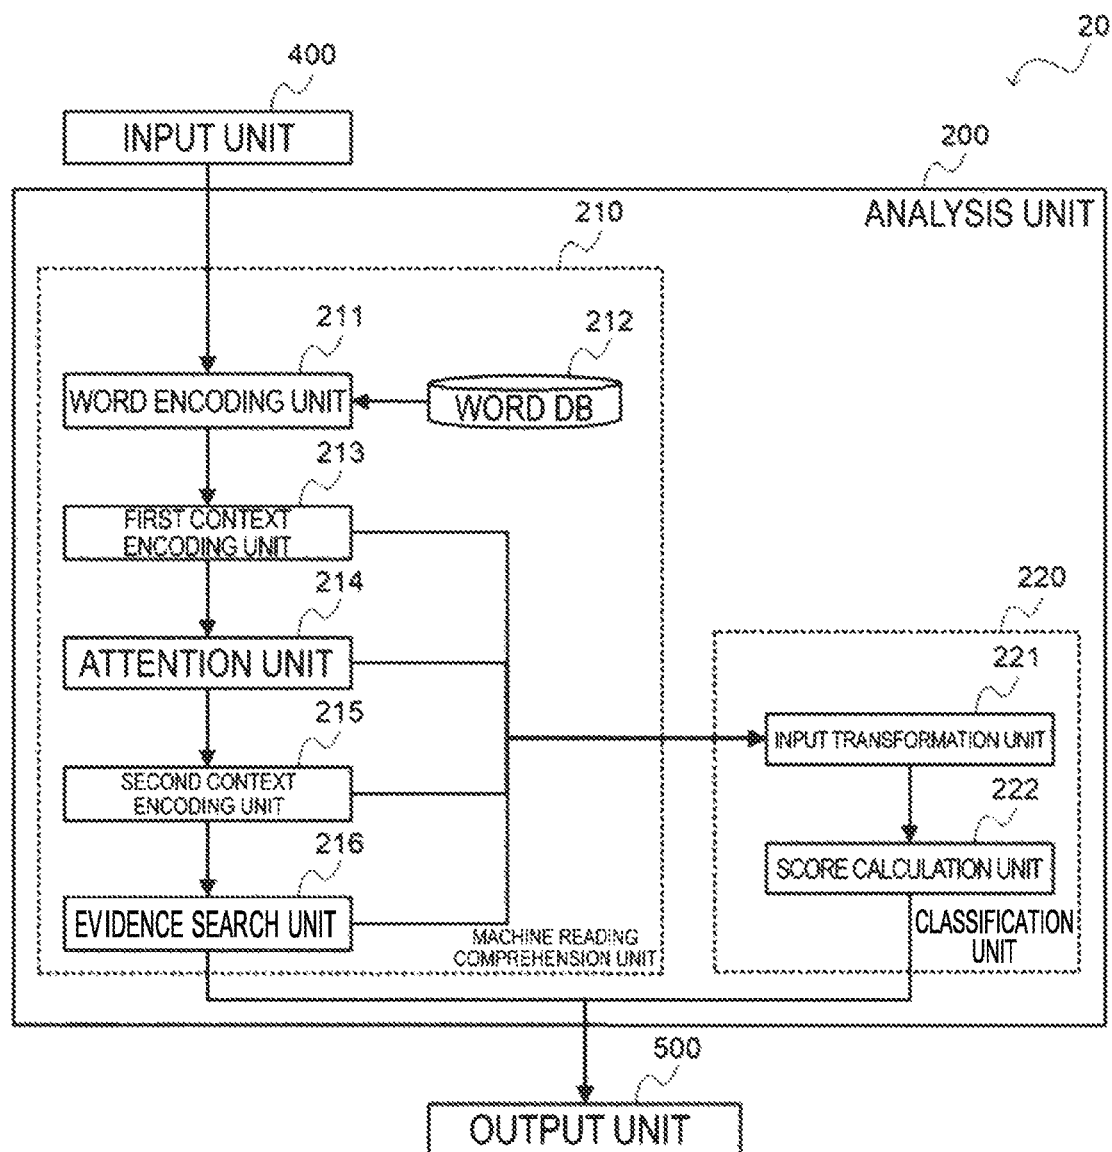 20
400
INPUT UNIT
200
ANALYSIS UNIT
210
211
WORD ENCODING UNIT
212
WORD DB
213
FIRST CONTEXT
ENCODING UNIT
214
ATTENTION UNIT
215
SECOND CONTEXT
ENCODING UNIT
216
EVIDENCE SEARCH UNIT
MACHINE READING
COMPREHENSION UNIT
220
221
INPUT TRANSFORMATION UNIT
222
SCORE CALCULATION UNIT
CLASSIFICATION
UNIT
500
OUTPUT UNIT